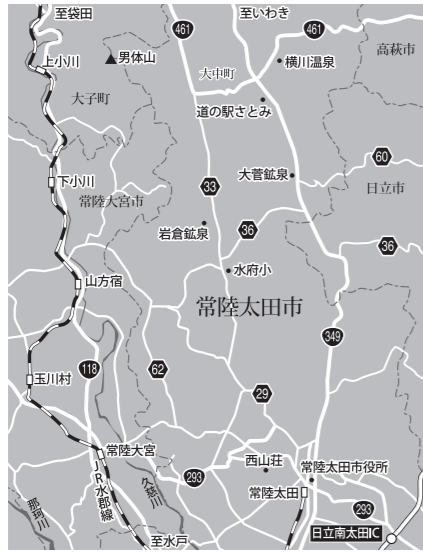 至袋田
至いわき
461
461
高萩市
上小川
男体山
大中町
横川温泉
大子町
道の駅さとみ
60
下小川
大菅鉱泉
日立市
33
常陸大宮市
岩倉鉱泉
36
36
水府小
山方宿
常陸太田市
349
118
62
玉川村
29
常陸大宮
西山荘
常陸太田市役所
293
JR水郡線
久慈川
常陸太田
293
那珂川
至水戸
日立南太田IC